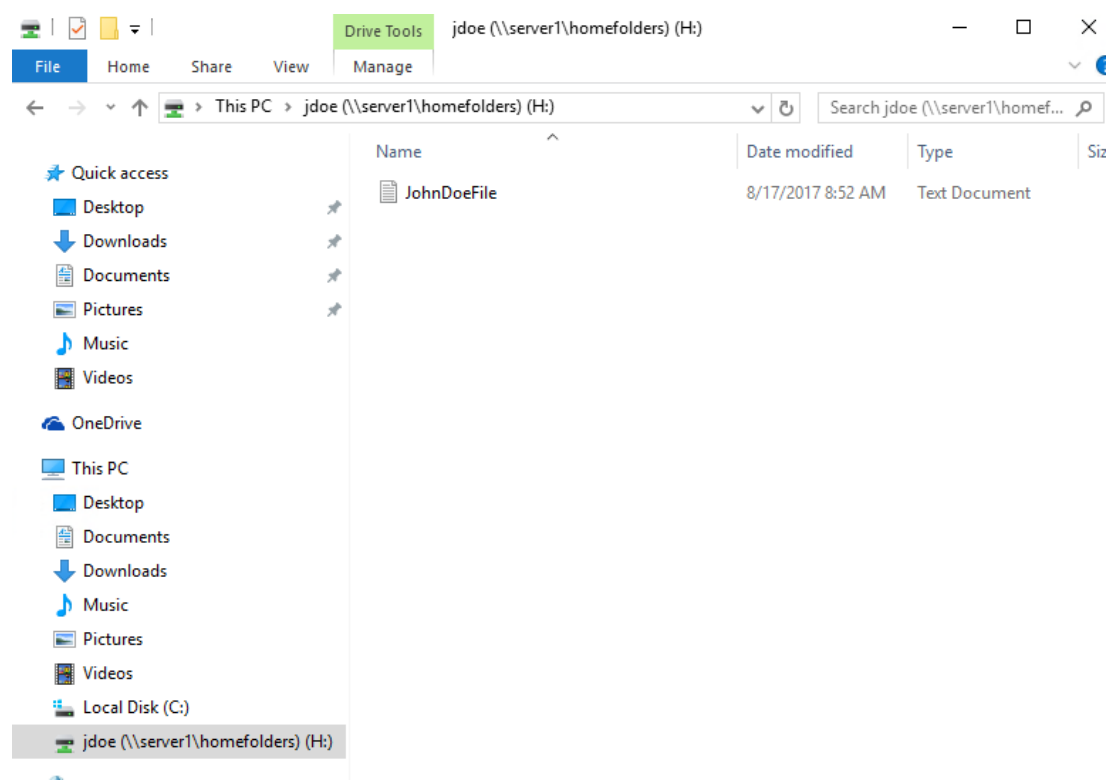 Drive Tools jdoe (\\server1\homefolders) (H:)
File Home Share View Manage
This PC jdoe (\\server1\homefolders) (H:) Search jdoe (\\server1\homef...
Name Date modified Type Siz
JohnDoeFile 8/17/2017 8:52 AM Text Document
Quick access
Desktop
Downloads
Documents
Pictures
Music
Videos
OneDrive
This PC
Desktop
Documents
Downloads
Music
Pictures
Videos
Local Disk (C:)
jdoe (\\server1\homefolders) (H:)